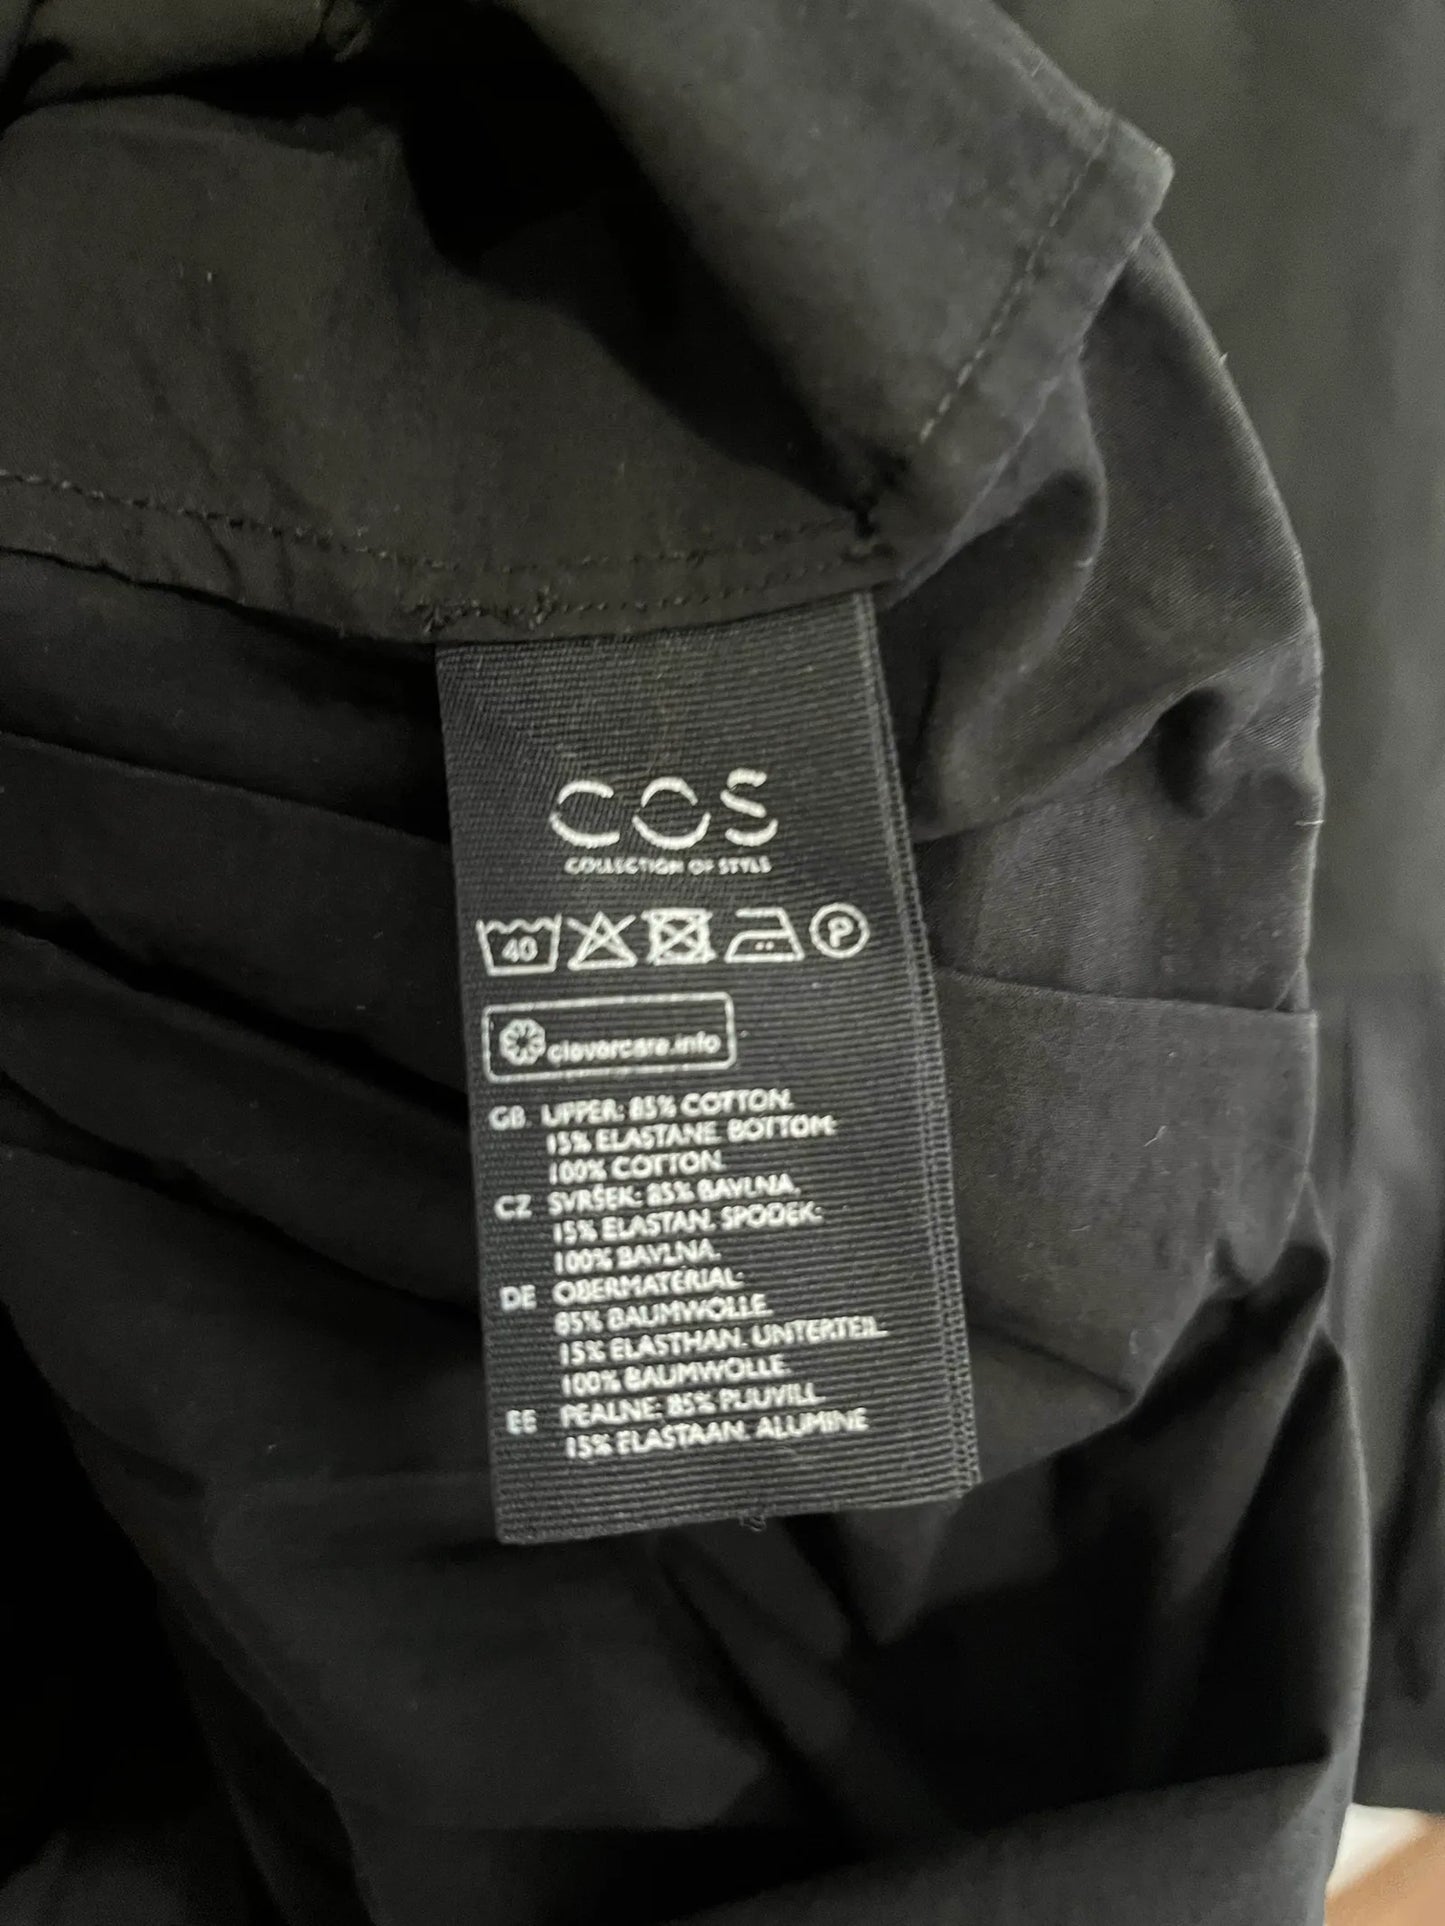 COS
COLLECTION OF STYLE
40 P
clevercare.info
GB UPPER: 85% COTTON.
15% ELASTANE. BOTTOM:
100% COTTON.
CZ SVRŠEK: 85% BAVLNA,
15% ELASTAN. SPODEK:
100% BAVLNA.
DE OBERMATERIAL:
85% BAUMWOLLE.
15% ELASTHAN. UNTERTEIL:
100% BAUMWOLLE.
EE PEALNE: 85% PUUVILL
15% ELASTAAN. ALUMINE